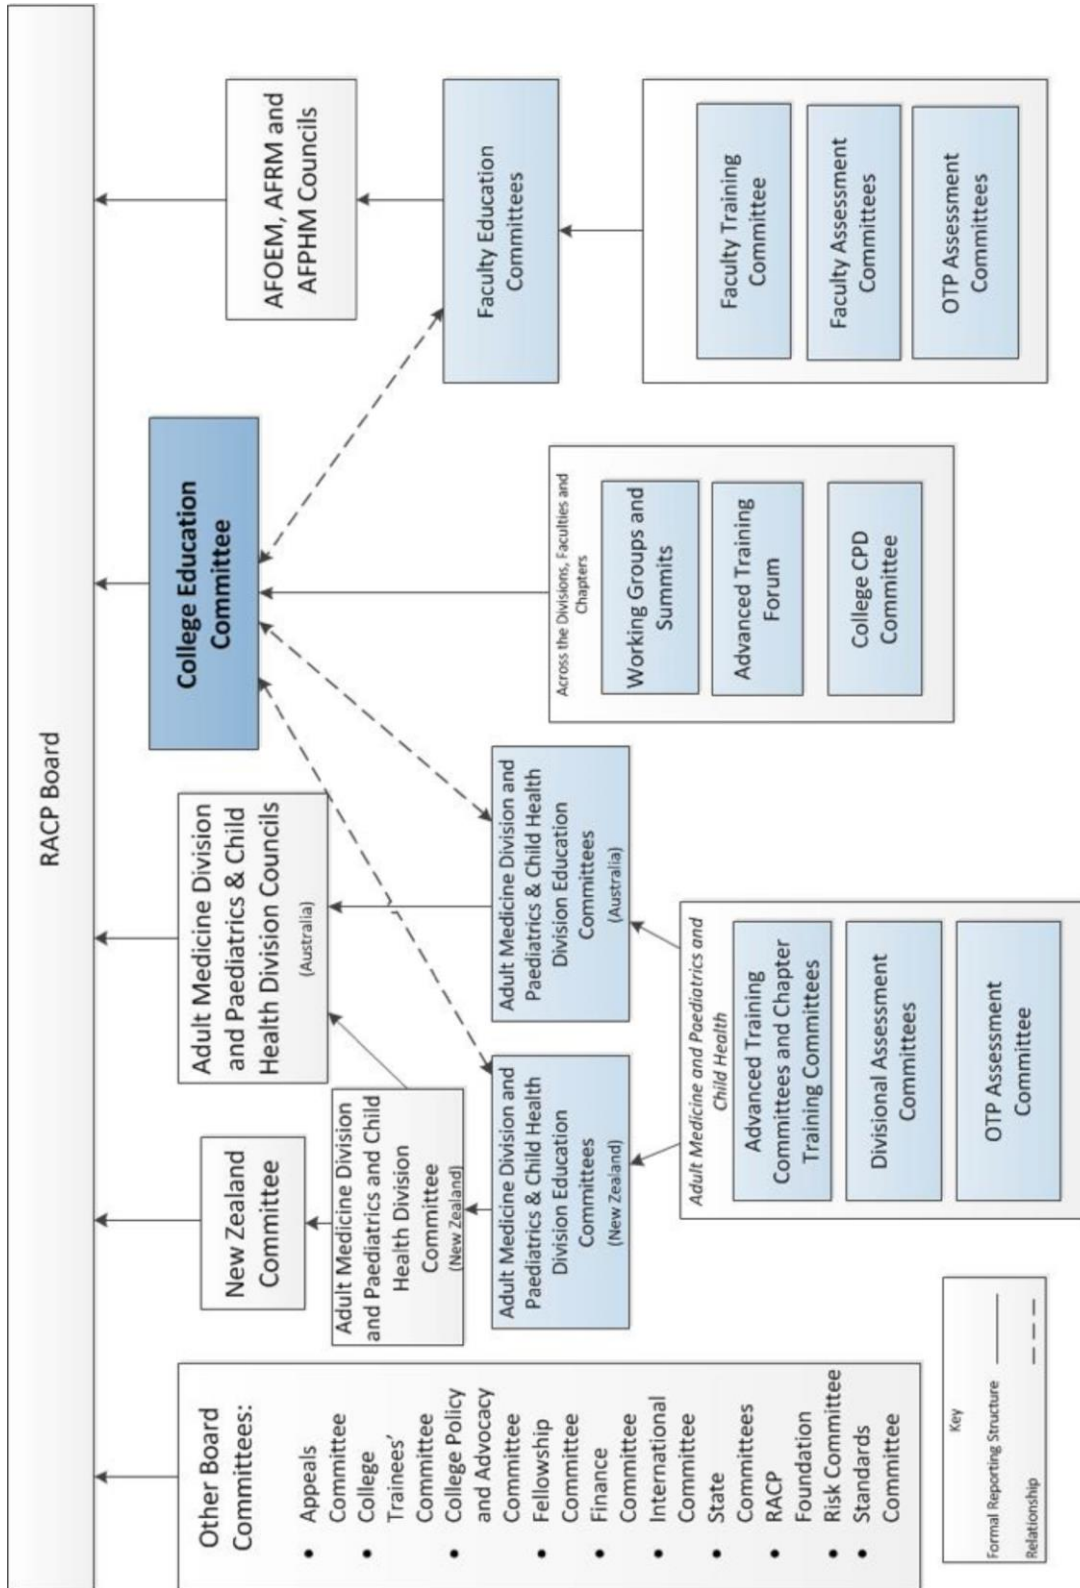 RACP Board
Other Board
Committees:
• Appeals
Committee
• College
Trainees'
Committee
• College Policy
and Advocacy
Committee
• Fellowship
Committee
• Finance
Committee
• International
Committee
• State
Committees
• RACP
Foundation
• Risk Committee
• Standards
Committee
New Zealand
Committee
Adult Medicine Division
and Paediatrics and Child
Health Division
Committee
(New Zealand)
Adult Medicine Division and
Paediatrics & Child Health
Division Education
Committees
(New Zealand)
Adult Medicine Division
and Paediatrics & Child
Health Division Councils
(Australia)
Adult Medicine Division and
Paediatrics & Child Health
Division Education
Committees
(Australia)
Adult Medicine and Paediatrics and
Child Health
Advanced Training
Committees and Chapter
Training Committees
Divisional Assessment
Committees
OTP Assessment
Committee
College Education
Committee
Across the Divisions, Faculties and
Chapters
Working Groups and
Summits
Advanced Training
Forum
College CPD
Committee
AFOEM, AFRM and
AFPHM Councils
Faculty Education
Committees
Faculty Training
Committee
Faculty Assessment
Committees
OTP Assessment
Committees
Key
Formal Reporting Structure
Relationship